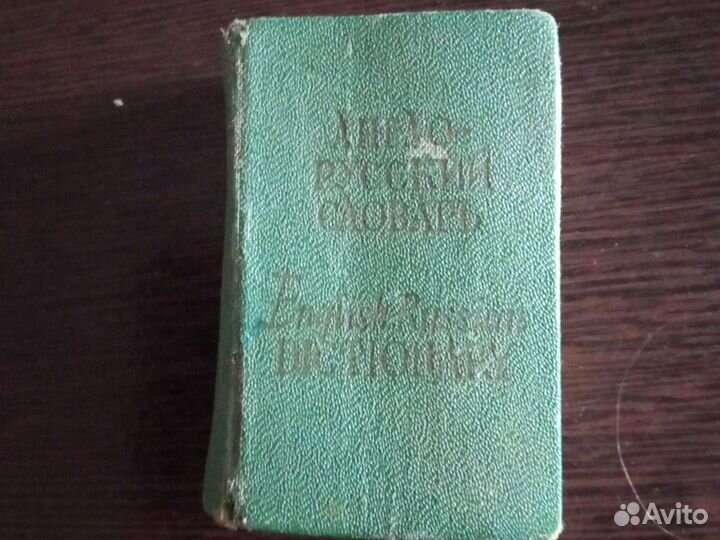 АНГЛО-
РУССКИЙ
СЛОВАРЬ
English-Russian
DICTIONARY
Avito